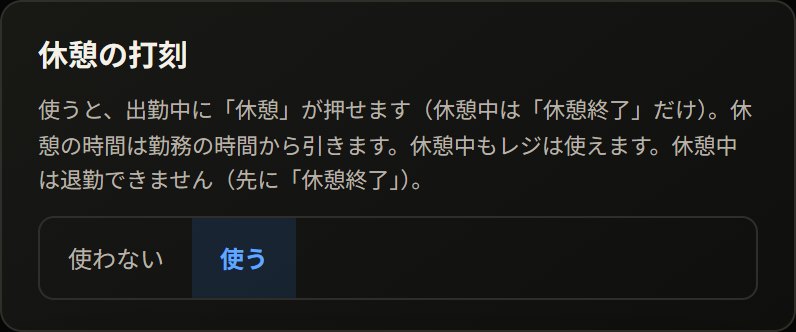 休憩の打刻
使うと、出勤中に「休憩」が押せます（休憩中は「休憩終了」だけ）。休
憩の時間は勤務の時間から引きます。休憩中もレジは使えます。休憩中
は退勤できません（先に「休憩終了」）。
使わない
使う